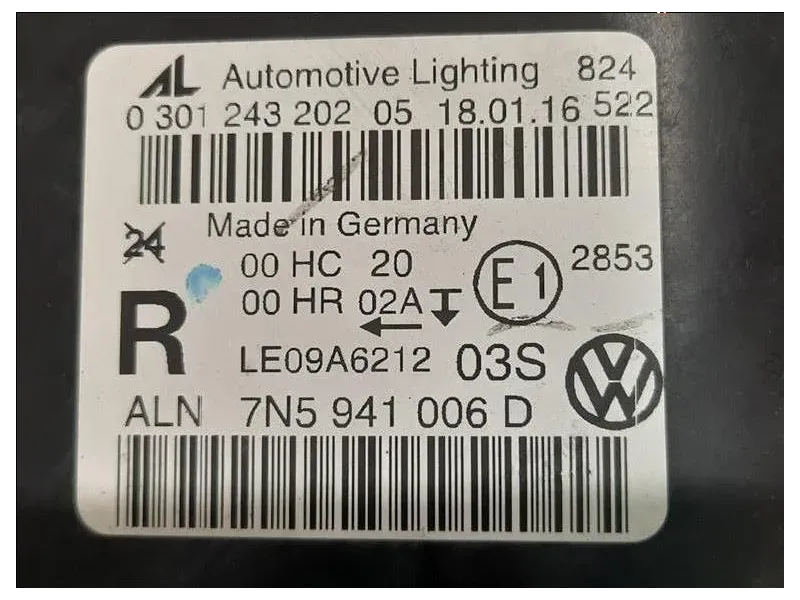 AL Automotive Lighting 824
0 301 243 202 05 18.01.16 522
Made in Germany
24
00 HC 20 E1 2853
00 HR 02A
R
LE09A6212 03S VW
ALN 7N5 941 006 D